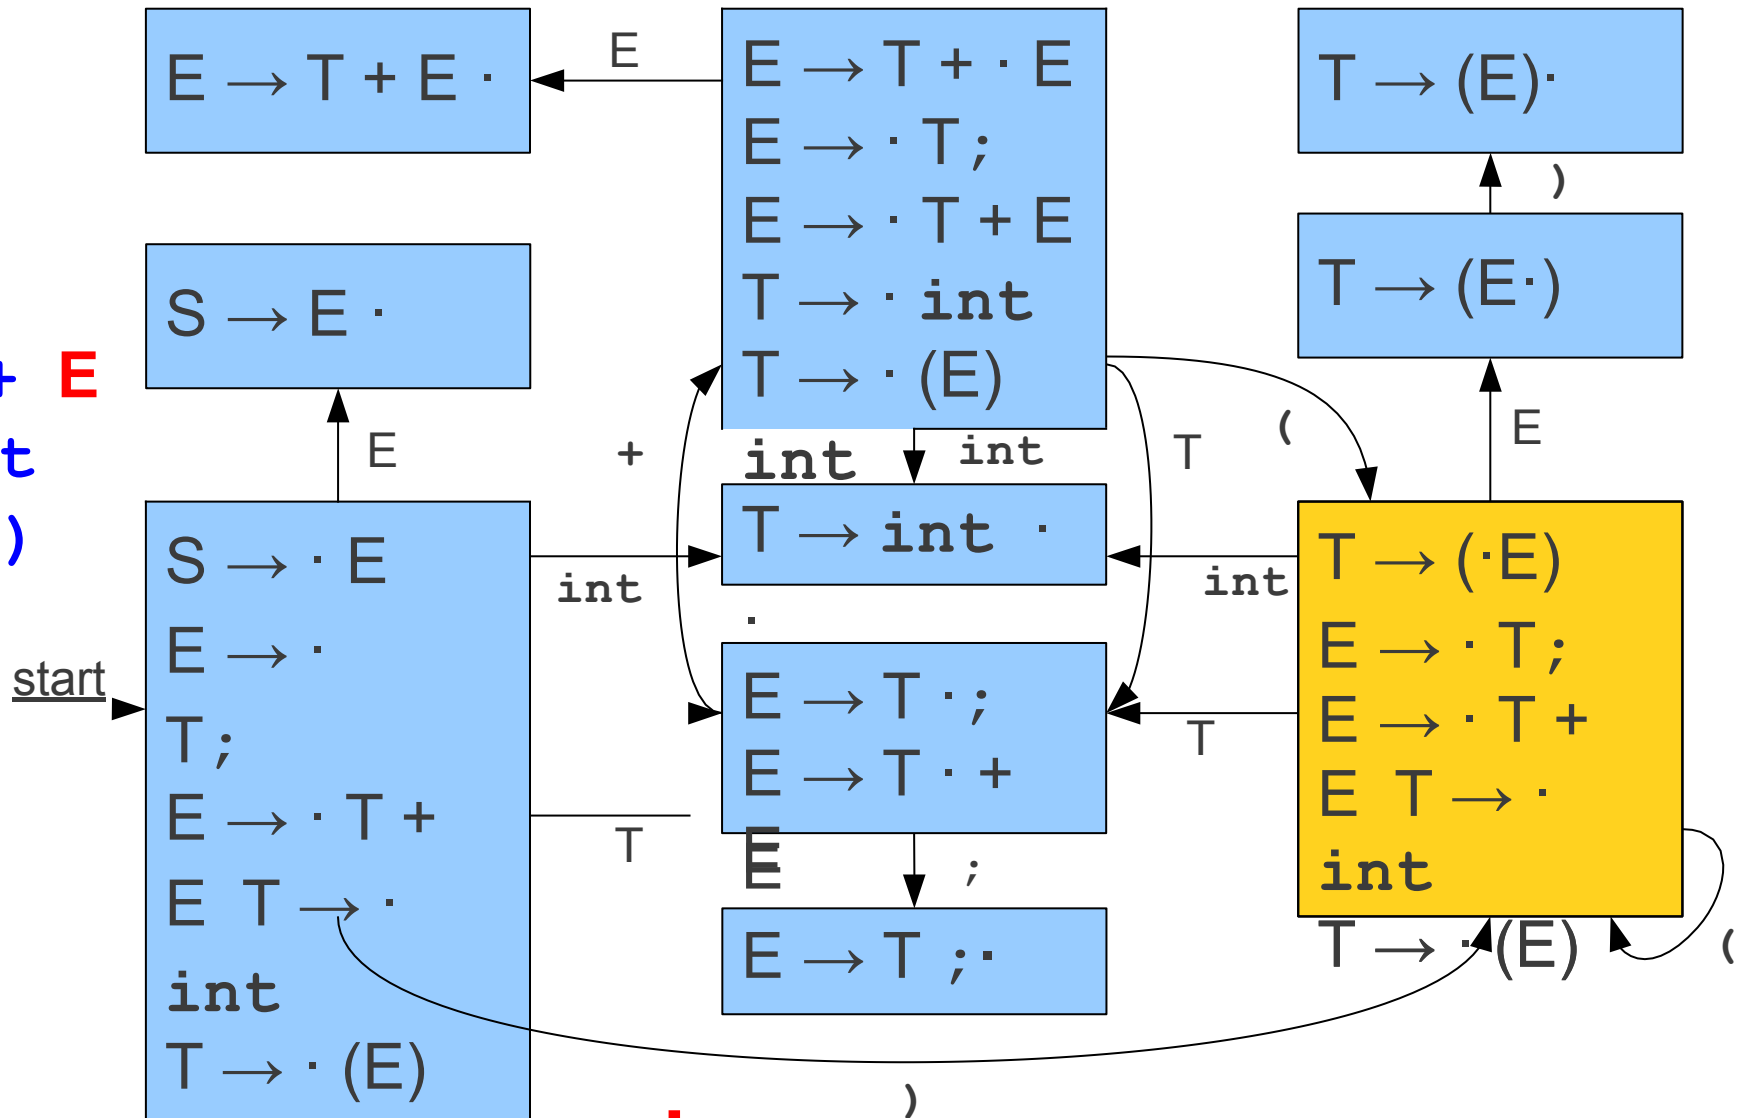 E → T + E ·
E
E → T + · E
E → · T ;
E → · T + E
T → · int
T → · (E)
int
T → (E)·
)
T → (E·)
S → E ·
+ E
t
)
E
+
int
T
(
E
T → int ·
·
int
int
start
S → · E
E → ·
T ;
E → · T +
E T → ·
int
T → · (E)
T
E → T · ;
E → T · +
E
E
;
E → T ; ·
T
T → (·E)
E → · T ;
E → · T +
E T → ·
int
T → · (E)
(
)